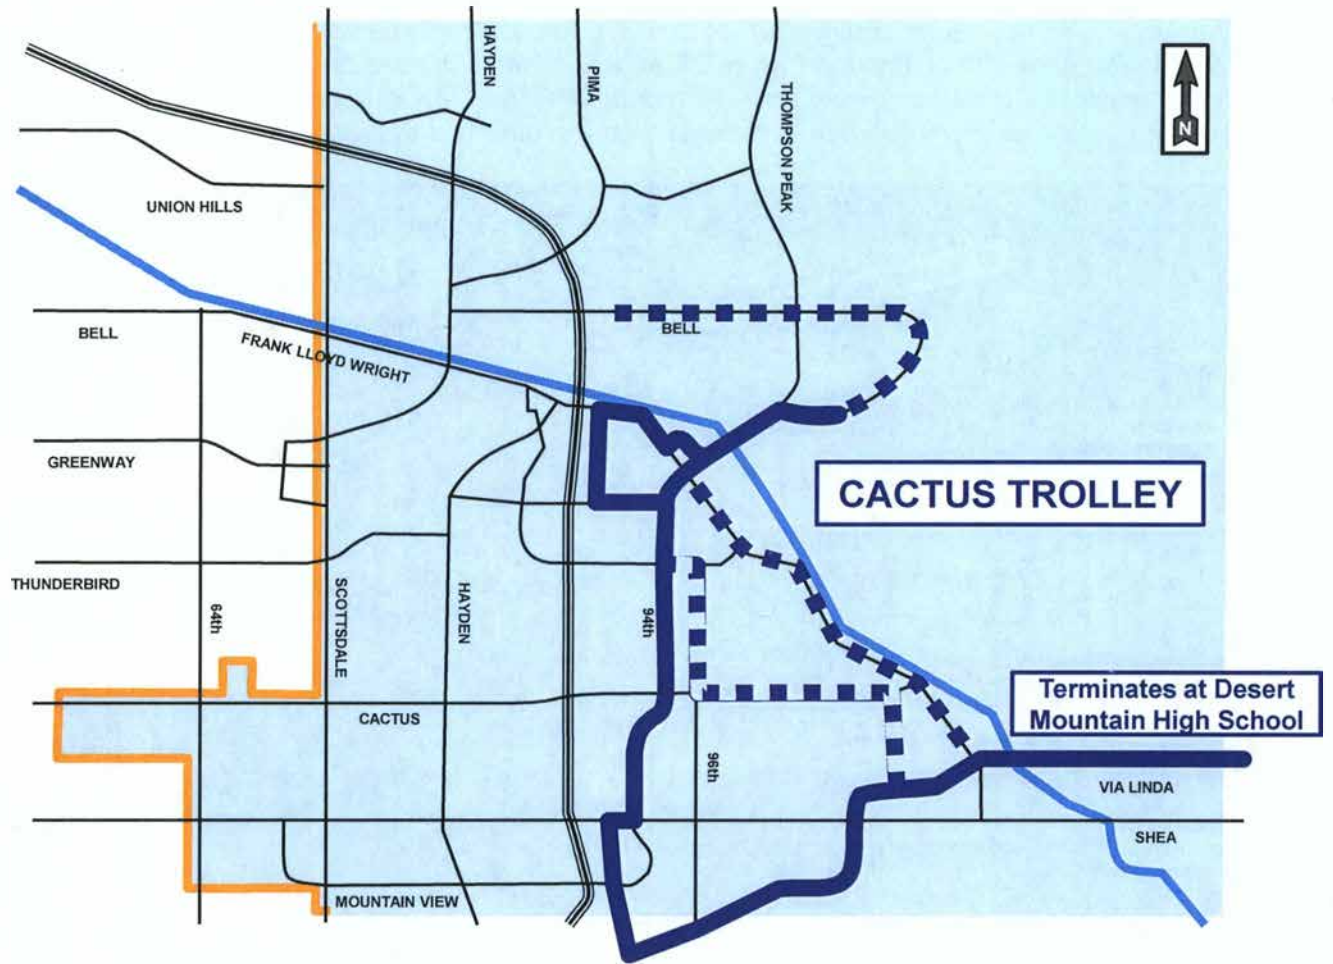 HAYDEN
PIMA
THOMPSON PEAK
N
UNION HILLS
BELL
FRANK LLOYD WRIGHT
BELL
GREENWAY
CACTUS TROLLEY
THUNDERBIRD
64th
SCOTTSDALE
HAYDEN
94th
Terminates at Desert
Mountain High School
CACTUS
96th
VIA LINDA
SHEA
MOUNTAIN VIEW